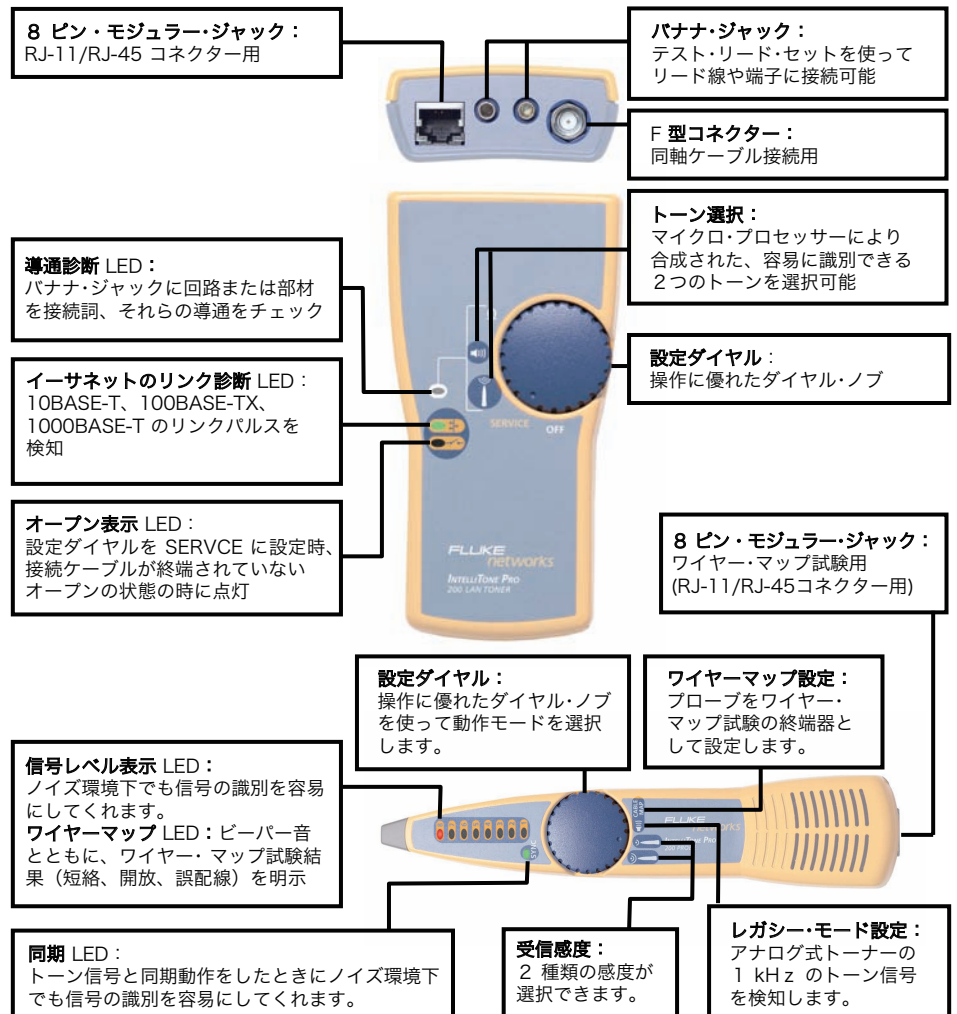 8 ピン・モジュラー・ジャック：
RJ-11/RJ-45 コネクター用
バナナ・ジャック：
テスト・リード・セットを使って
リード線や端子に接続可能
F 型コネクター：
同軸ケーブル接続用
トーン選択：
マイクロ・プロセッサーにより
合成された、容易に識別できる
２つのトーンを選択可能
導通診断 LED：
バナナ・ジャックに回路または部材
を接続詞、それらの導通をチェック
設定ダイヤル：
操作に優れたダイヤル・ノブ
イーサネットのリンク診断 LED：
10BASE-T、100BASE-TX、
1000BASE-T のリンクパルスを
検知
SERVICE
OFF
オープン表示 LED：
設定ダイヤルを SERVCE に設定時、
接続ケーブルが終端されていない
オープンの状態の時に点灯
FLUKE
networks
INTELLITONE PRO
200 LAN TONER
8 ピン・モジュラー・ジャック：
ワイヤー・マップ試験用
(RJ-11/RJ-45コネクター用)
設定ダイヤル：
操作に優れたダイヤル・ノブ
を使って動作モードを選択
します。
ワイヤーマップ設定：
プローブをワイヤー・
マップ試験の終端器と
して設定します。
信号レベル表示 LED：
ノイズ環境下でも信号の識別を容易
にしてくれます。
ワイヤーマップ LED：ビーパー音
とともに、ワイヤー・マップ試験結
果（短絡、開放、誤配線）を明示
SYNC
CABLE
MAP
FLUKE
networks
同期 LED：
トーン信号と同期動作をしたときにノイズ環境下
でも信号の識別を容易にしてくれます。
受信感度：
２ 種類の感度が
選択できます。
レガシー・モード設定：
アナログ式トーナーの
１ kHz のトーン信号
を検知します。